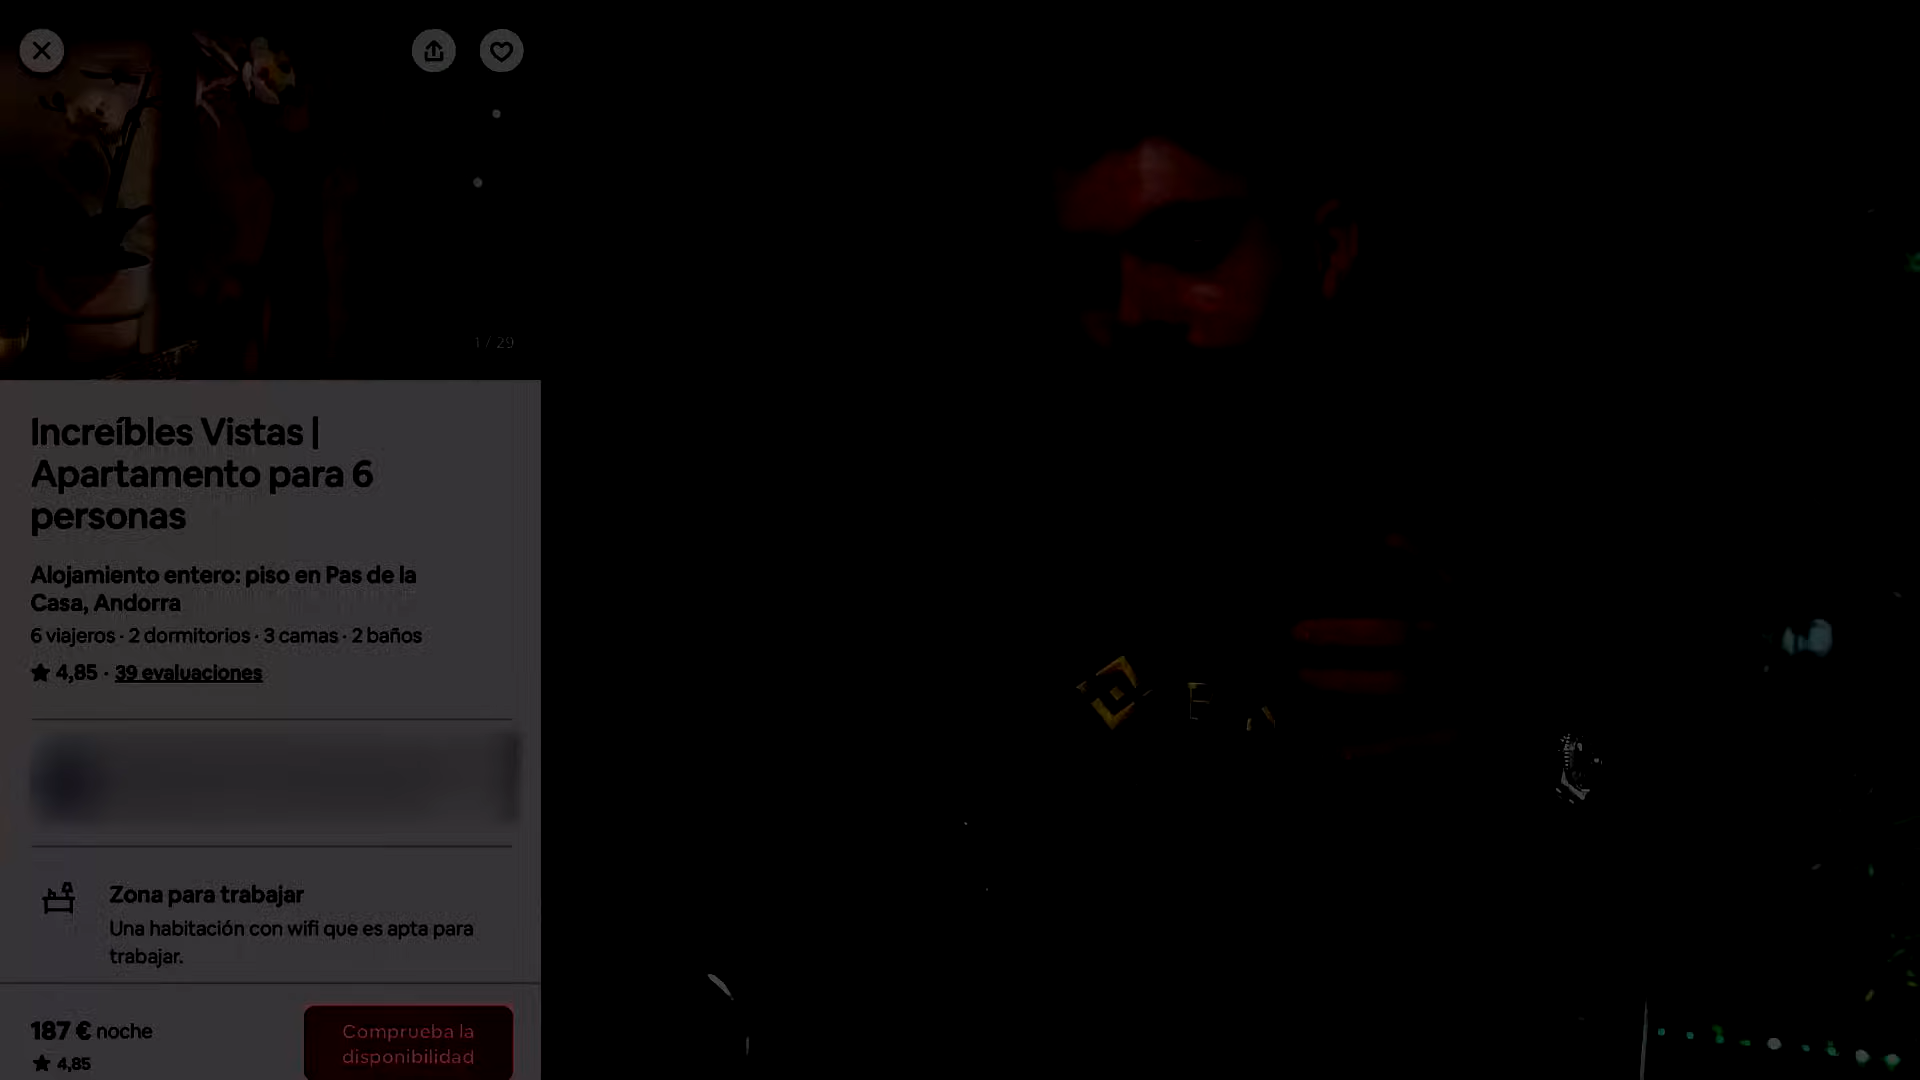 1 / 29
Increíbles Vistas |
Apartamento para 6
personas
Alojamiento entero: piso en Pas de la
Casa, Andorra
6 viajeros · 2 dormitorios · 3 camas · 2 baños
★ 4,85 · 39 evaluaciones
Zona para trabajar
Una habitación con wifi que es apta para
trabajar.
187 € noche
★ 4,85
Comprueba la
disponibilidad